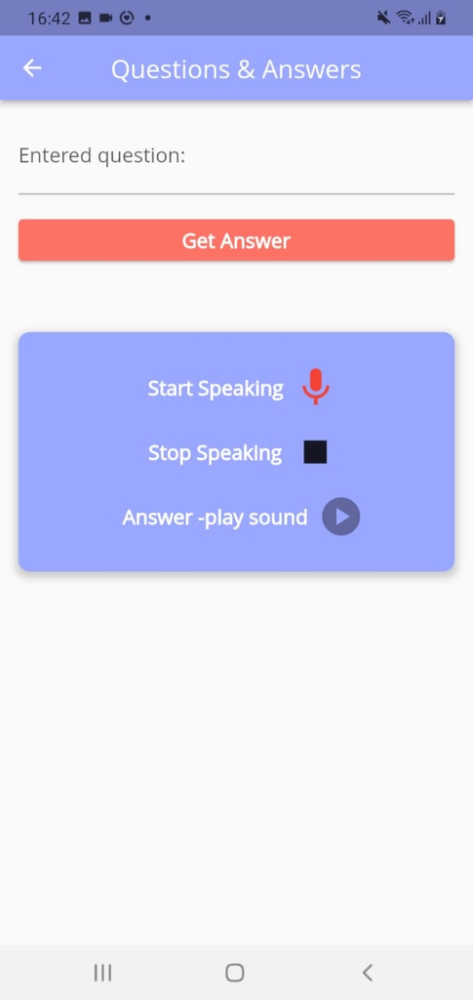 16:42
Questions & Answers
Entered question:
Get Answer
Start Speaking
Stop Speaking
Answer -play sound